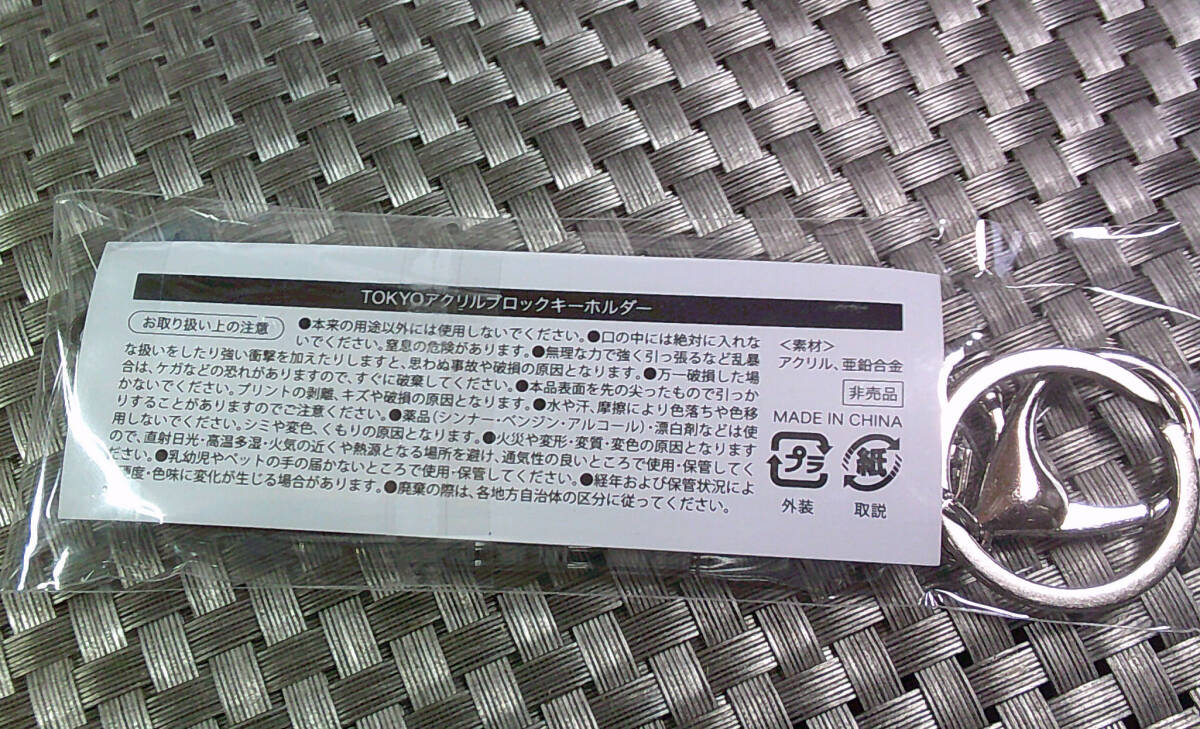 TOKYOアクリルブロックキーホルダー
お取り扱い上の注意
●本来の用途以外には使用しないでください。●口の中には絶対に入れな
いでください。窒息の危険があります。●無理な力で強く引っ張るなど乱暴
な扱いをしたり強い衝撃を加えたりしますと、思わぬ事故や破損の原因となります。●万一破損した場
合は、ケガなどの恐れがありますので、すぐに破棄してください。●本品表面を先の尖ったもので引っか
かないでください。プリントの剥離、キズや破損の原因となります。●水や汗、摩擦により色落ちや色移
りすることがありますのでご注意ください。●薬品(シンナー・ベンジン・アルコール)・漂白剤などは使
用しないでください。シミや変色、くもりの原因となります。●火災や変形・変質・変色の原因となります
ので、直射日光・高温多湿・火気の近くや熱源となる場所を避け、通気性の良いところで使用・保管してく
ださい。●乳幼児やペットの手の届かないところで使用・保管してください。●経年および保管状況によ
り濃度・色味に変化が生じる場合があります。●廃棄の際は、各地方自治体の区分に従ってください。
<素材>
アクリル、亜鉛合金
非売品
MADE IN CHINA
プラ 紙
外装 取説